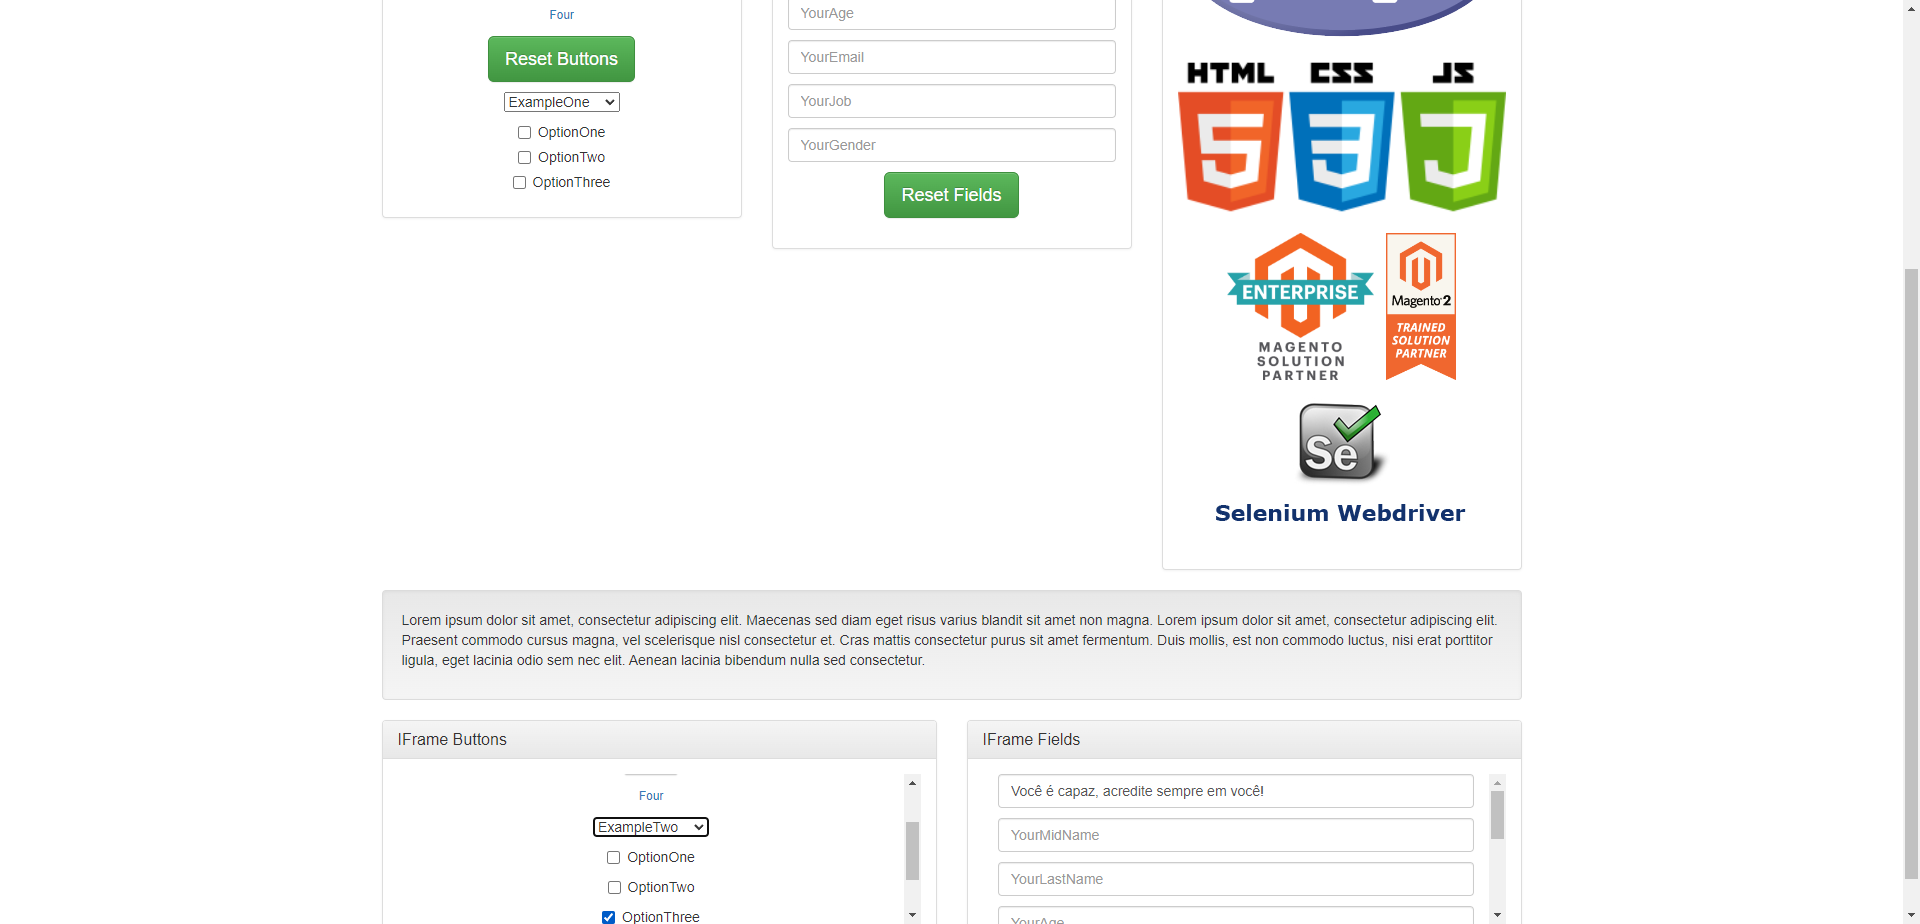 Four
Reset Buttons
ExampleOne
OptionOne
OptionTwo
OptionThree
YourAge
YourEmail
YourJob
YourGender
Reset Fields
HTML CSS JS
5 3 J
ENTERPRISE
MAGENTO
SOLUTION
PARTNER
Magento 2
TRAINED
SOLUTION
PARTNER
Se
Selenium Webdriver
Lorem ipsum dolor sit amet, consectetur adipiscing elit. Maecenas sed diam eget risus varius blandit sit amet non magna. Lorem ipsum dolor sit amet, consectetur adipiscing elit.
Praesent commodo cursus magna, vel scelerisque nisl consectetur et. Cras mattis consectetur purus sit amet fermentum. Duis mollis, est non commodo luctus, nisi erat porttitor
ligula, eget lacinia odio sem nec elit. Aenean lacinia bibendum nulla sed consectetur.
IFrame Buttons
Four
ExampleTwo
OptionOne
OptionTwo
OptionThree
IFrame Fields
Você é capaz, acredite sempre em você!
YourMidName
YourLastName
YourAge